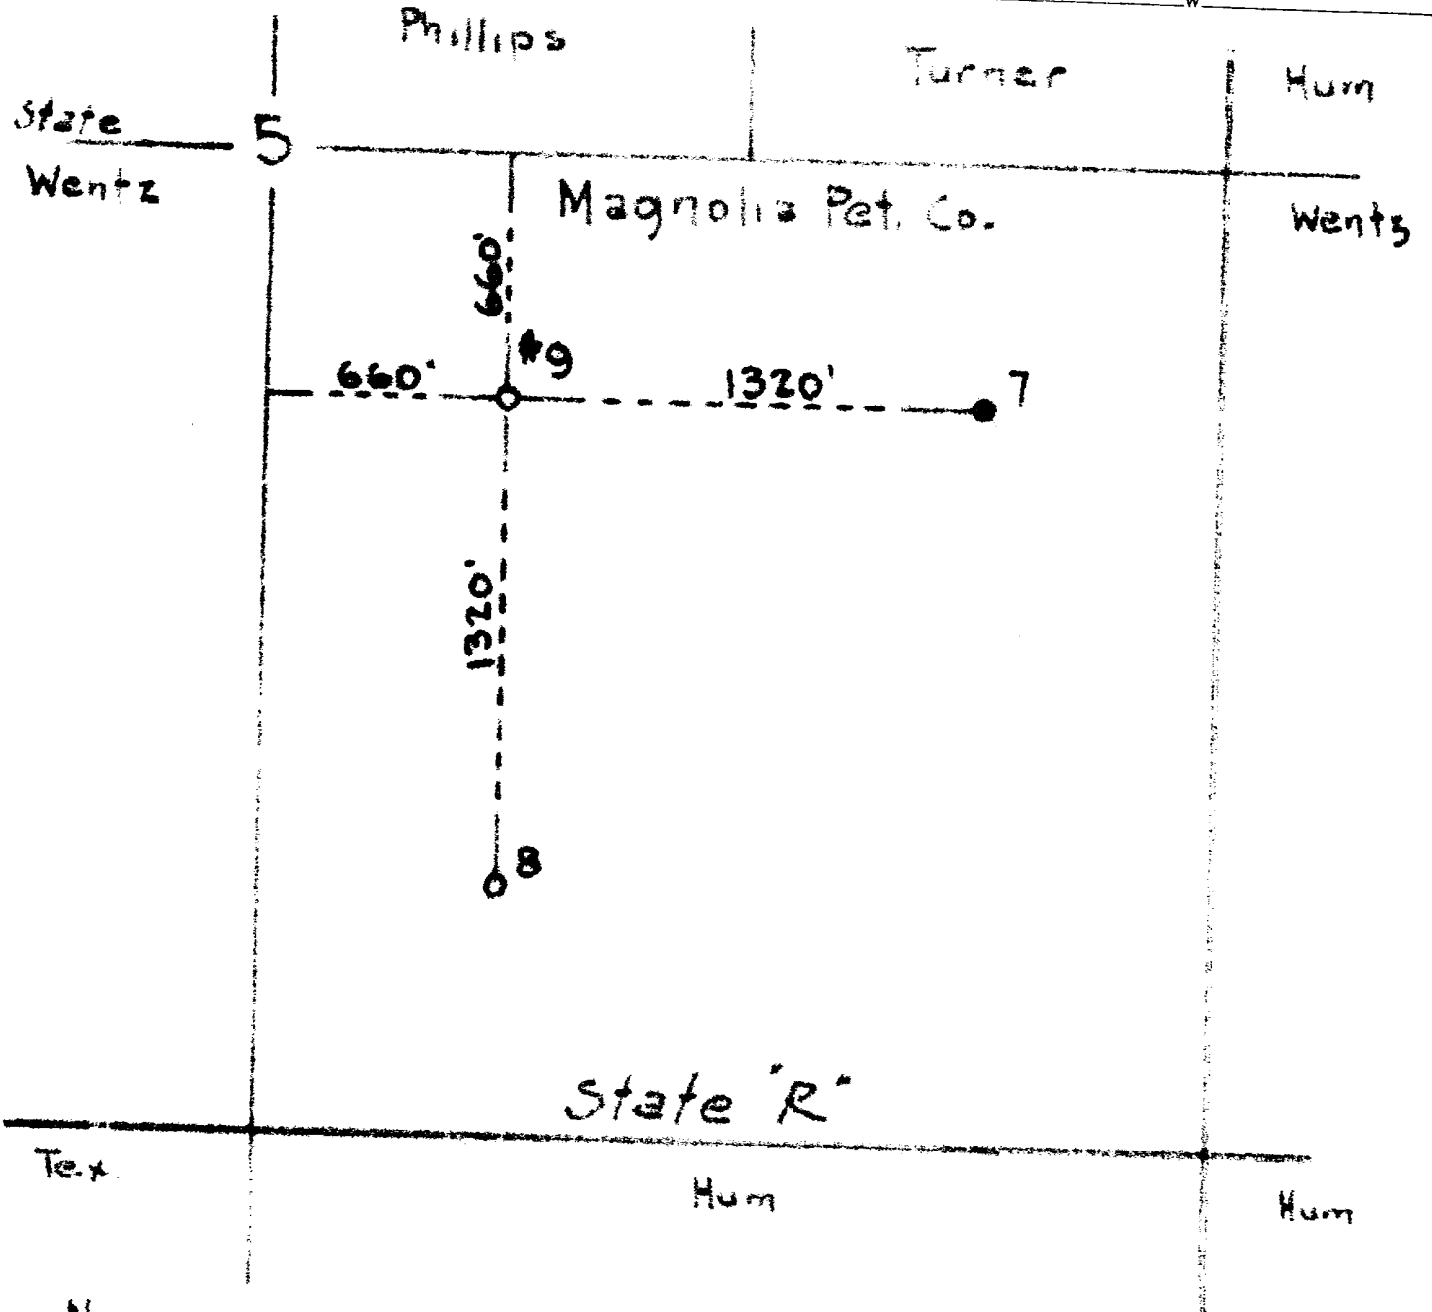 W
Phillips
Turner
Hum
State
5
Wentz
Magnolia Pet. Co.
Wentz
660'
#9
660'
1320'
7
1320'
8
State "R"
Tex
Hum
Hum